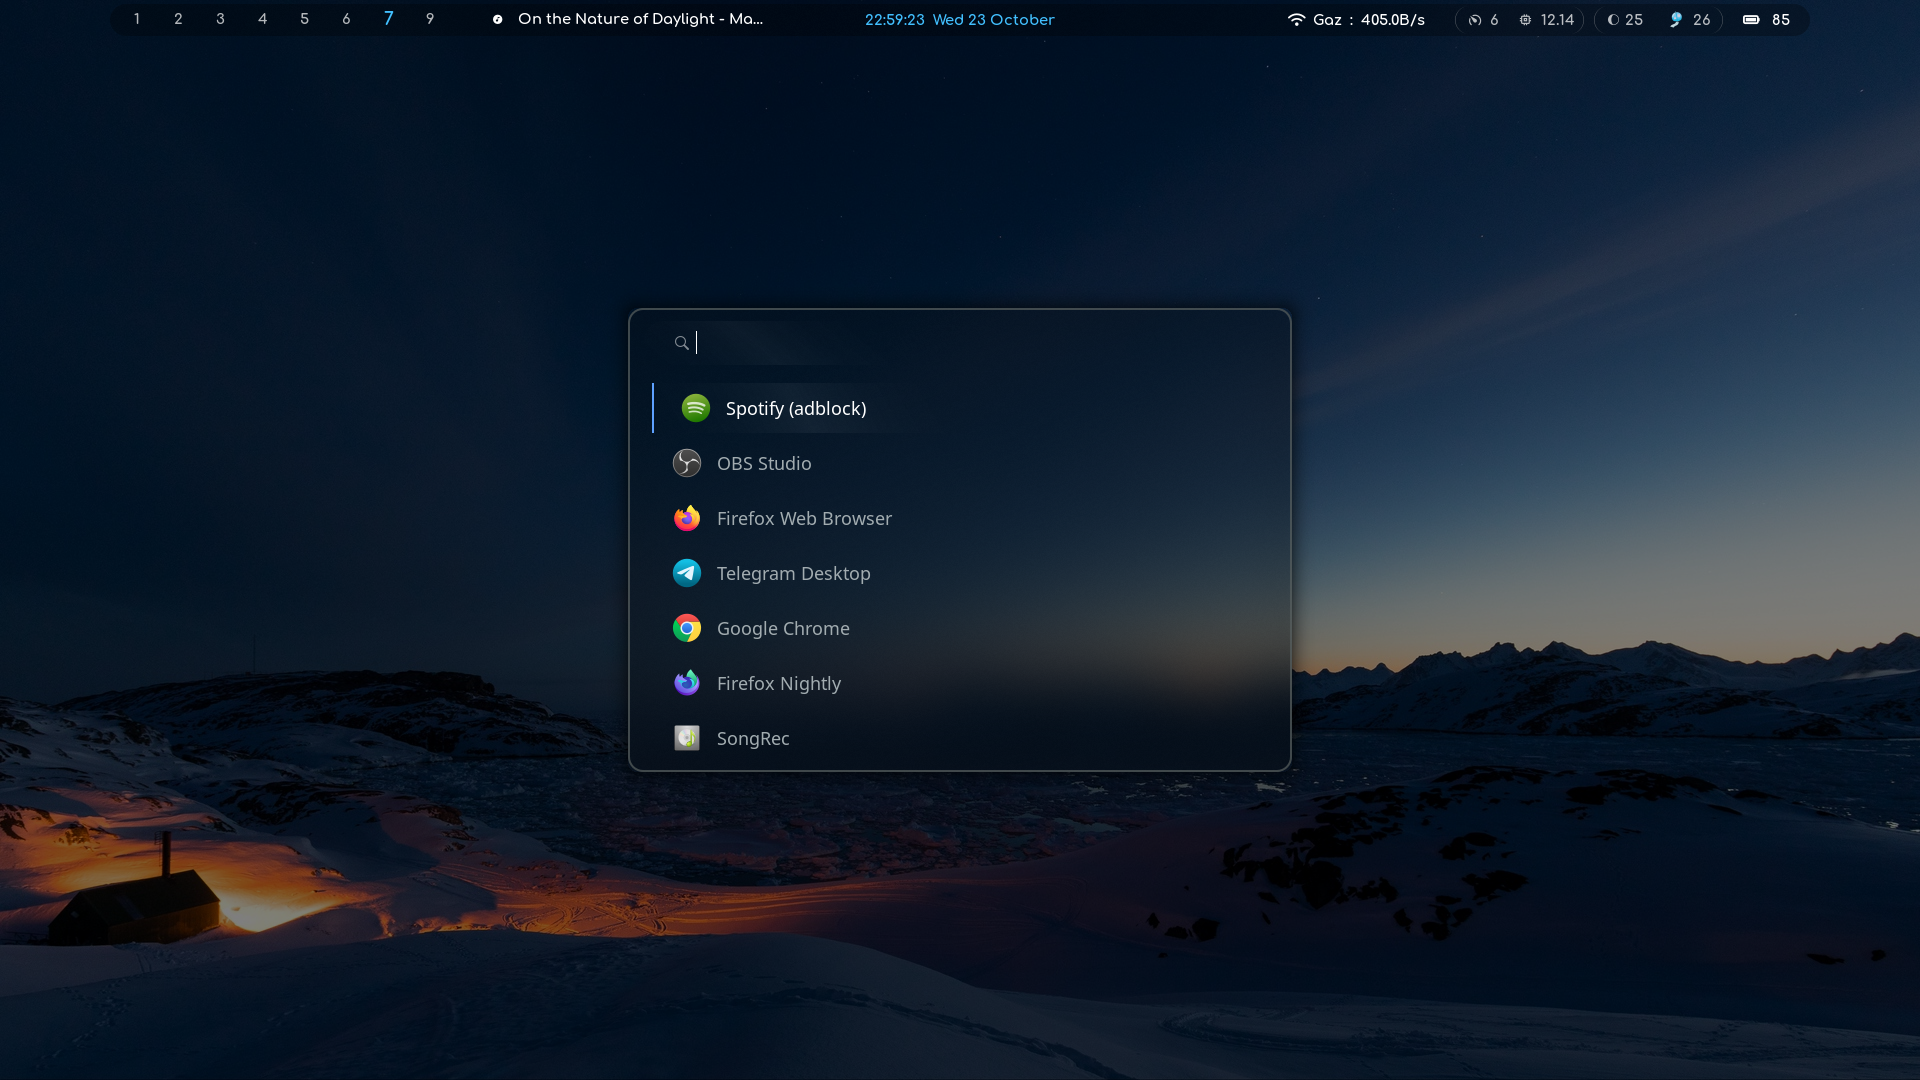 1 2 3 4 5 6 7 9 On the Nature of Daylight - Ma... 22:59:23 Wed 23 October Gaz : 405.0B/s 6 12.14 25 26 85
Spotify (adblock)
OBS Studio
Firefox Web Browser
Telegram Desktop
Google Chrome
Firefox Nightly
SongRec